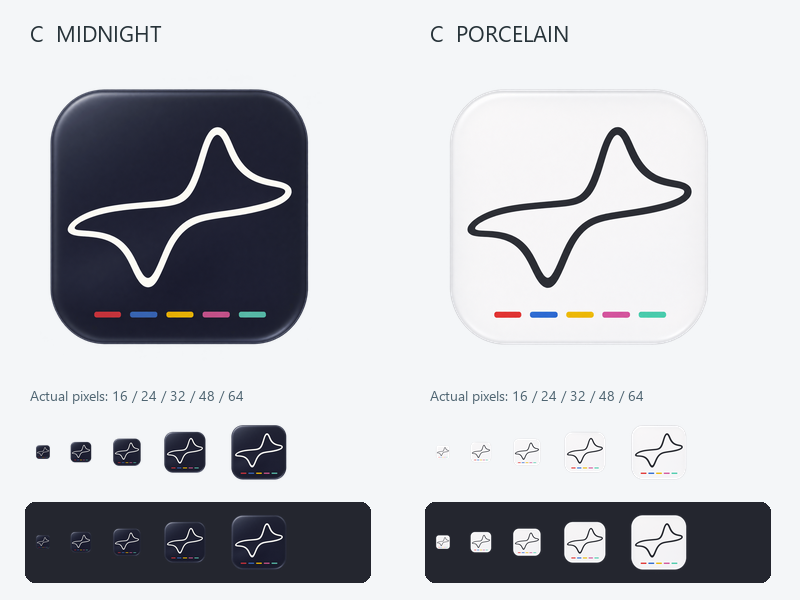 C MIDNIGHT
C PORCELAIN
Actual pixels: 16 / 24 / 32 / 48 / 64
Actual pixels: 16 / 24 / 32 / 48 / 64